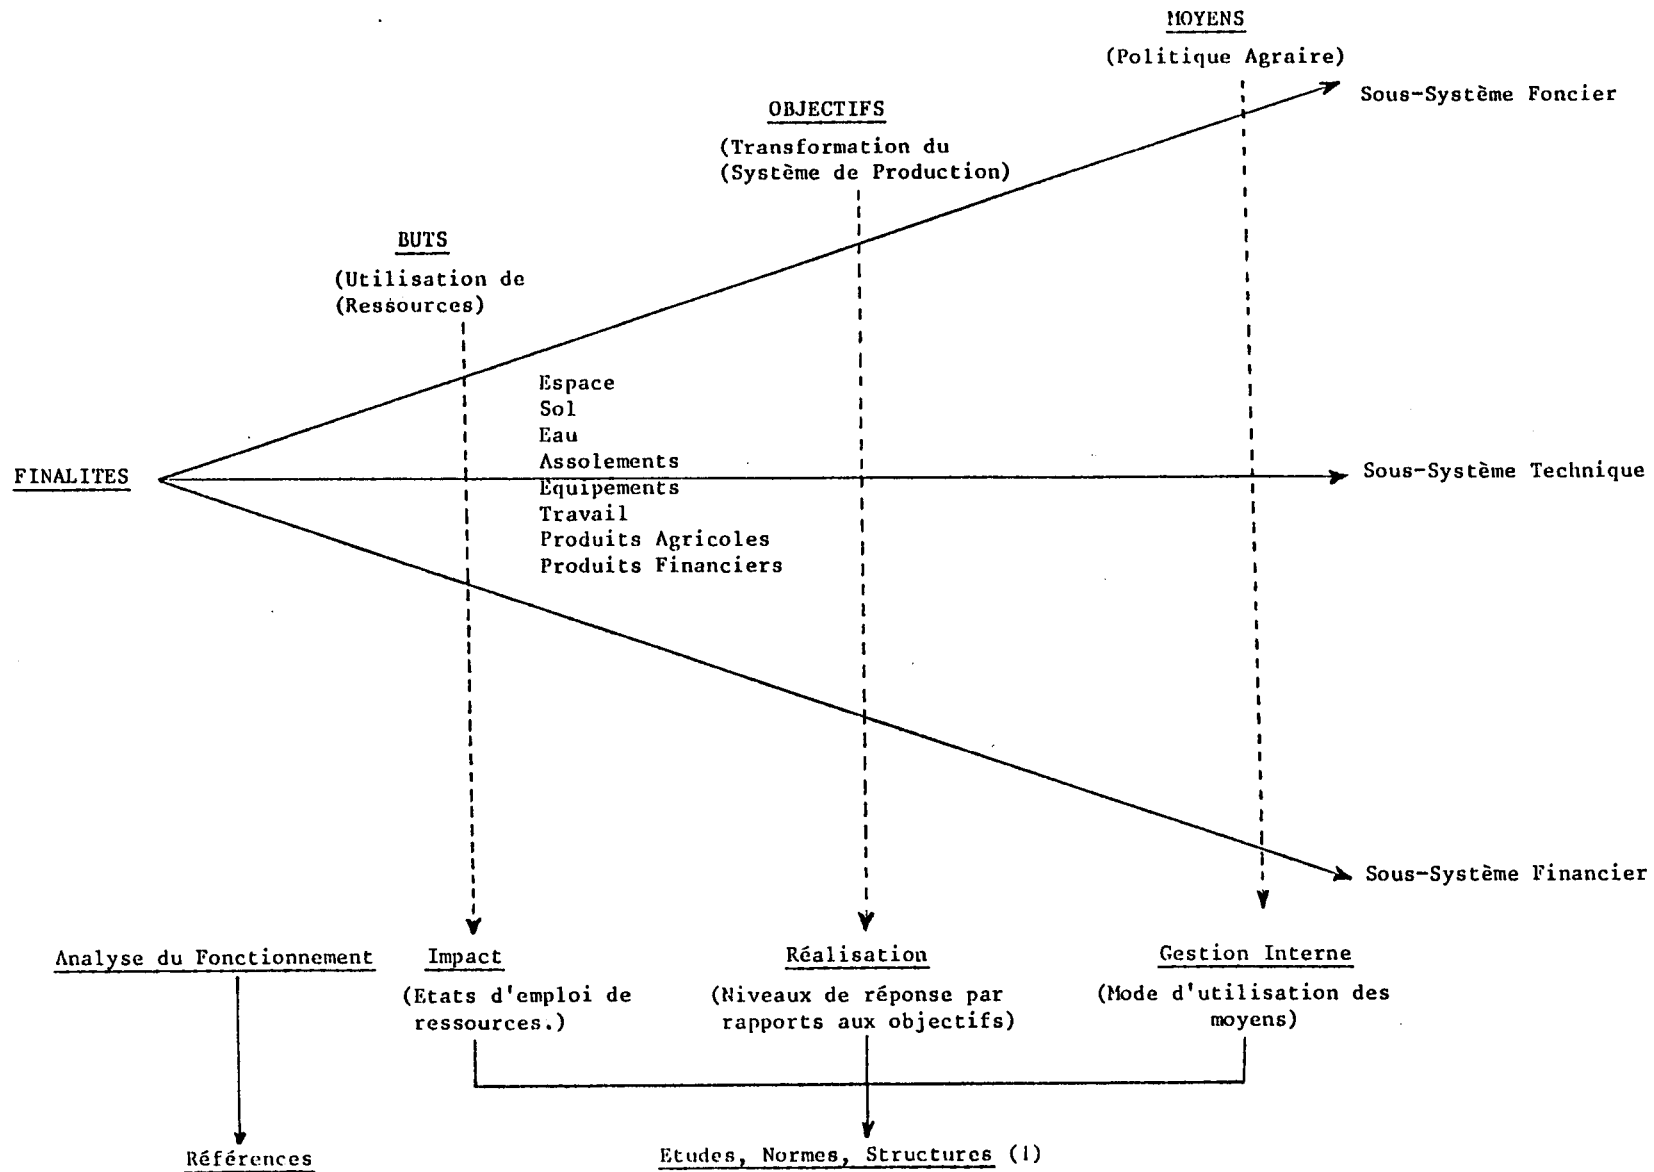 MOYENS
(Politique Agraire)
Sous-Système Foncier
OBJECTIFS
(Transformation du
(Système de Production)
BUTS
(Utilisation de
(Ressources)
Espace
Sol
Eau
Assolements
Equipements
Travail
Produits Agricoles
Produits Financiers
FINALITES
Sous-Système Technique
Sous-Système Financier
Analyse du Fonctionnement
Impact
(Etats d'emploi de
ressources.)
Réalisation
(Niveaux de réponse par
rapports aux objectifs)
Gestion Interne
(Mode d'utilisation des
moyens)
Références
Etudes, Normes, Structures (1)